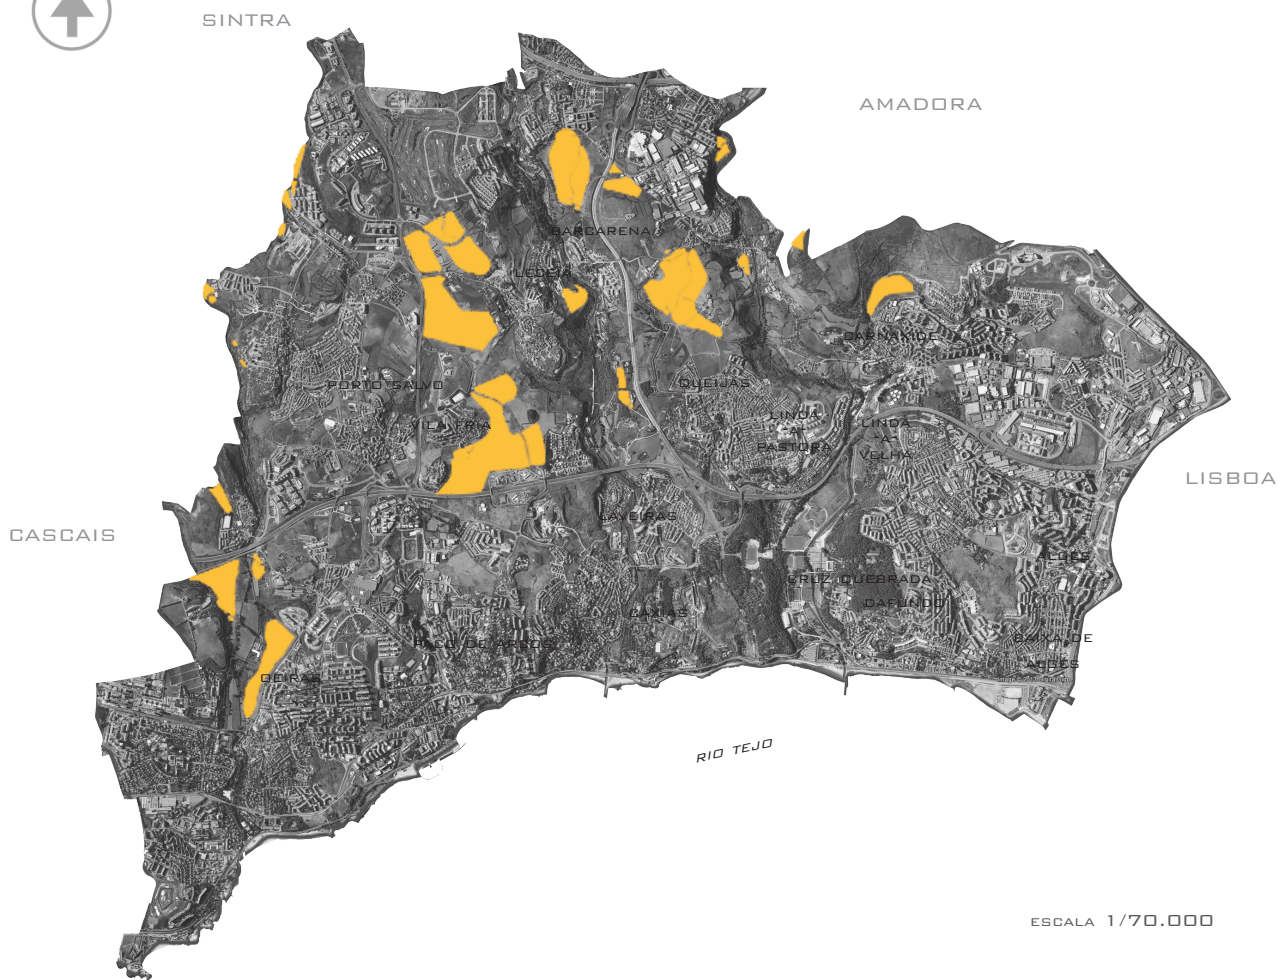 SINTRA
AMADORA
BARCARENA
LECEIA
CARNAXIDE
PORTO SALVO
QUEIJAS
VILA FRIA
LINDA
-A-
PASTORA
LINDA
-A-
VELHA
LISBOA
CASCAIS
LAVEIRAS
ALGÉS
CRUZ QUEBRADA
DAFUNDO
CAXIAS
BAIXA DE
ALGÉS
PAÇO DE ARCOS
OEIRAS
RIO TEJO
ESCALA 1/70.000